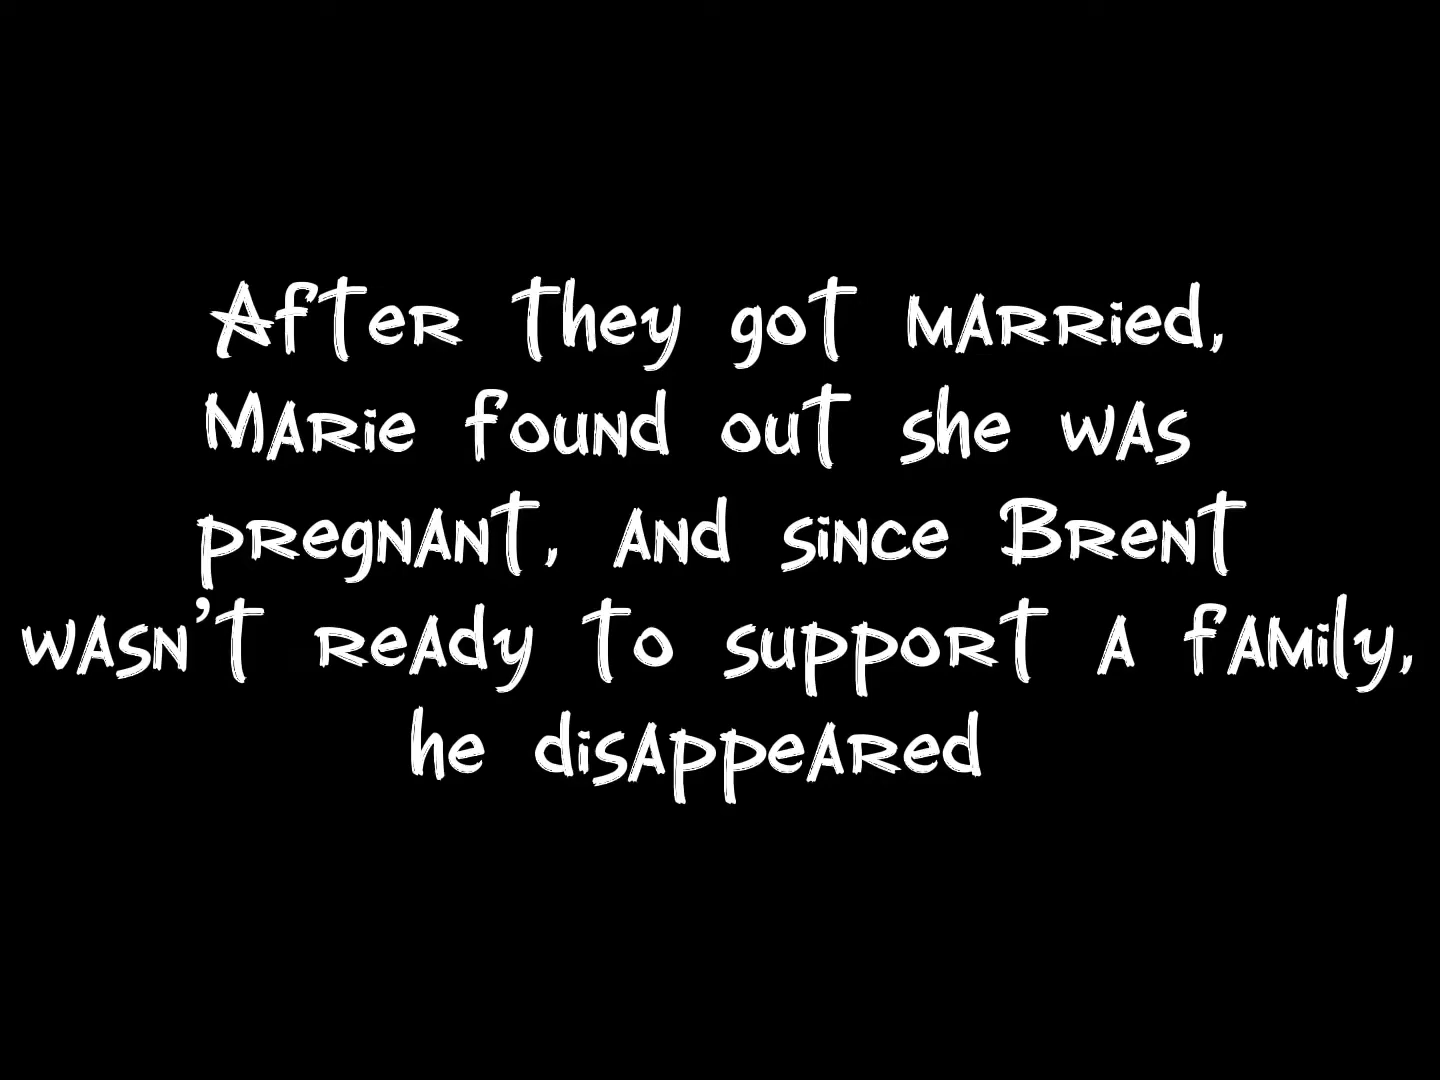 After they got married,
Marie found out she was
pregnant, and since Brent
wasn't ready to support a family,
he disappeared